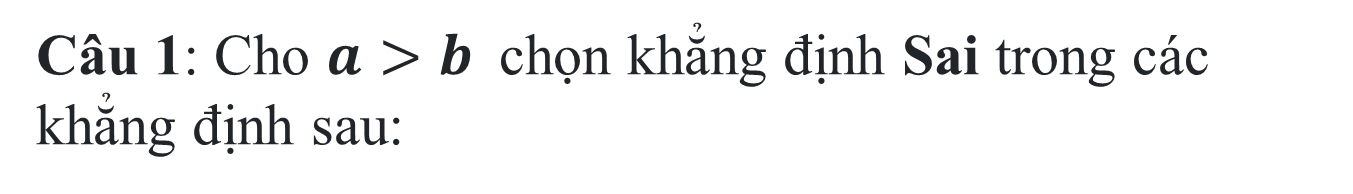 Câu 1: Cho a > b chọn khẳng định Sai trong các
khẳng định sau: